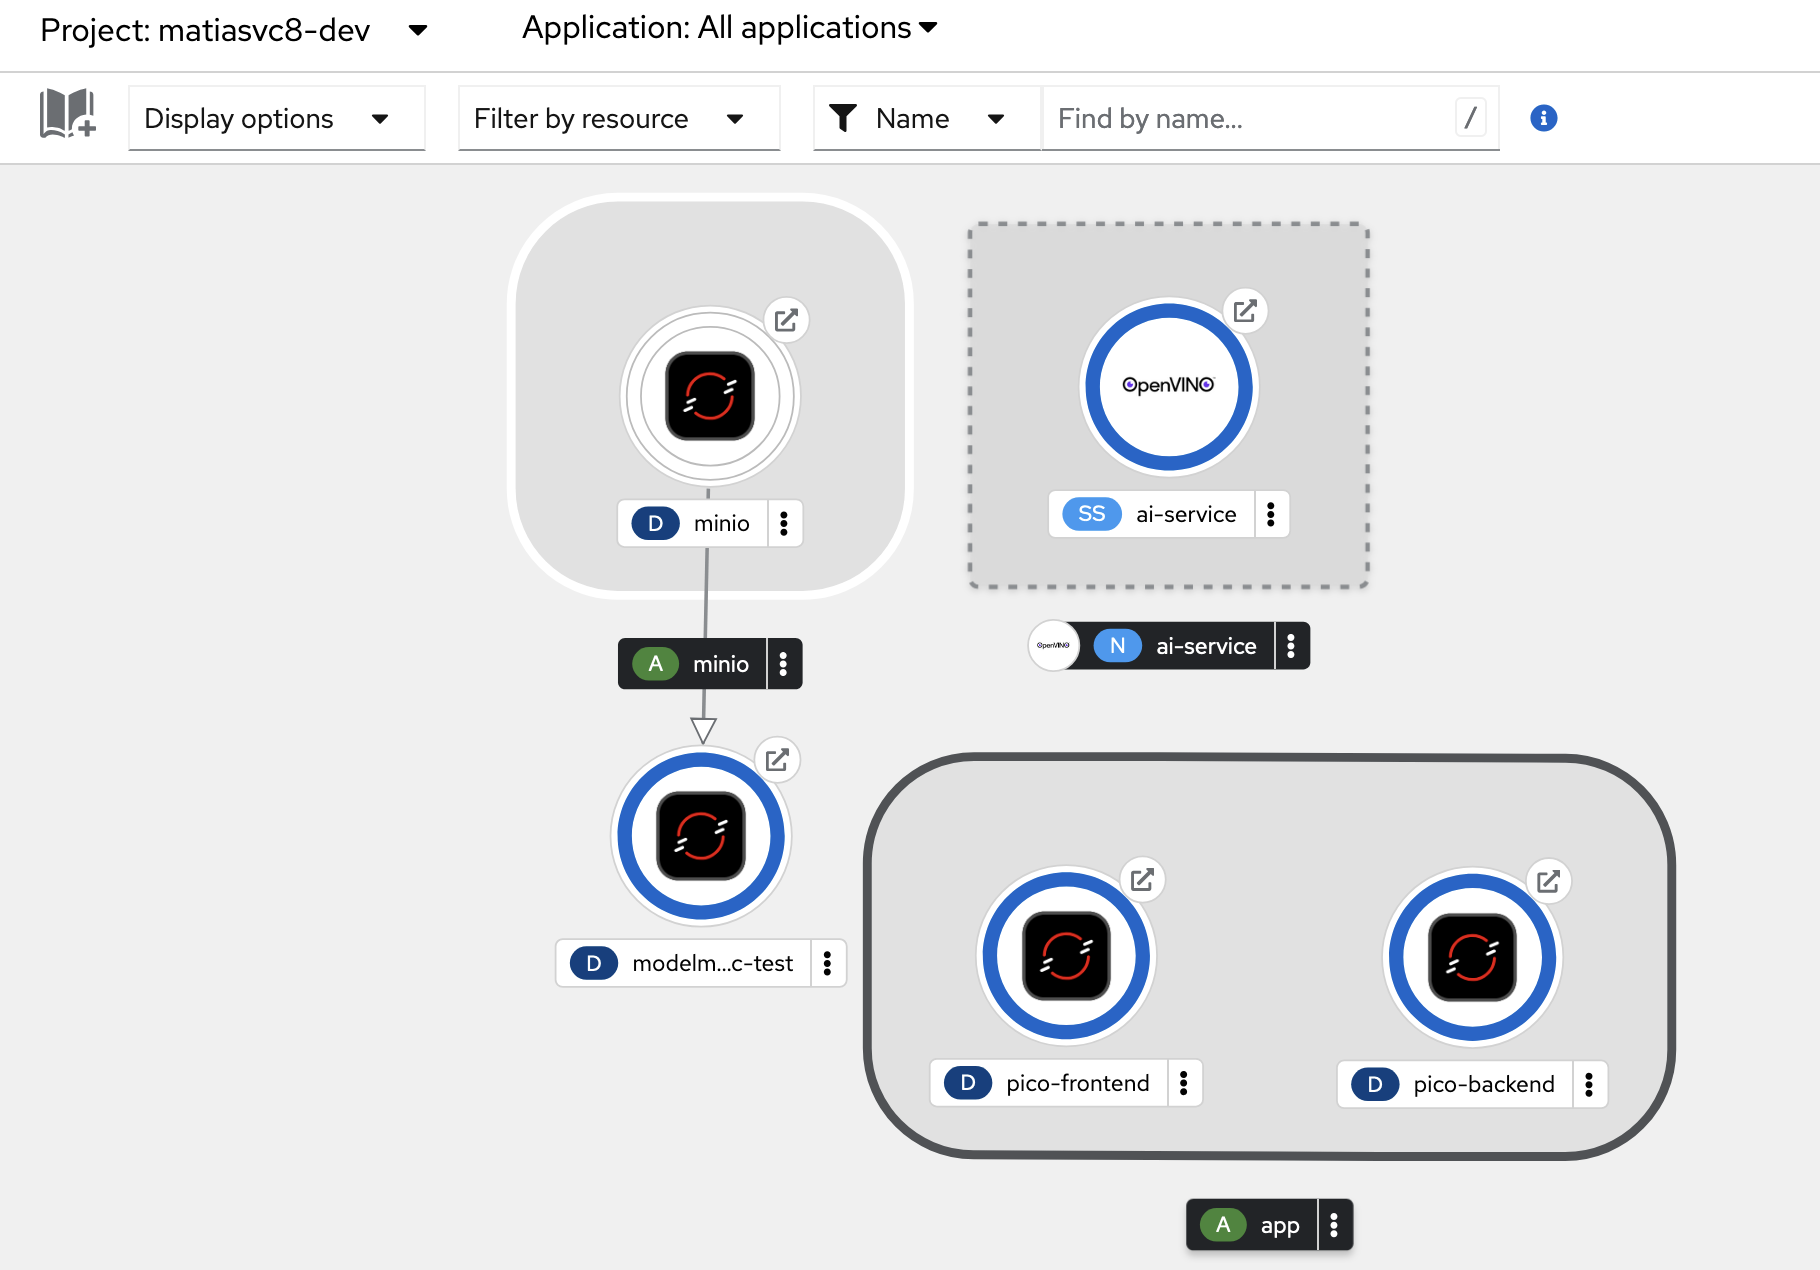 Project: matiasvc8-dev
Application: All applications
Display options
Filter by resource
Name
Find by name...
/
i
OpenVINO
D minio
SS ai-service
A minio
OpenVINO N ai-service
D modelm...c-test
D pico-frontend
D pico-backend
A app